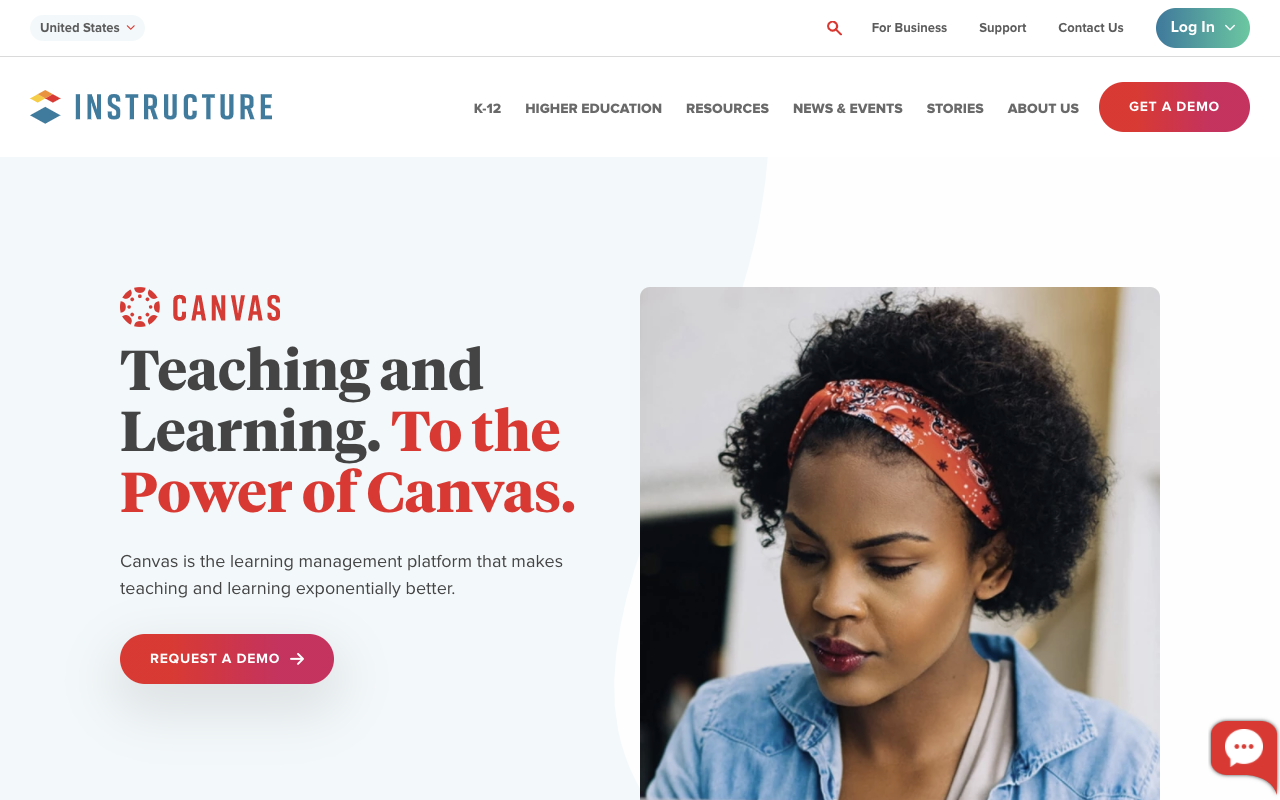 United States
For Business
Support
Contact Us
Log In
INSTRUCTURE
K-12
HIGHER EDUCATION
RESOURCES
NEWS & EVENTS
STORIES
ABOUT US
GET A DEMO
CANVAS
Teaching and
Learning. To the
Power of Canvas.
Canvas is the learning management platform that makes
teaching and learning exponentially better.
REQUEST A DEMO